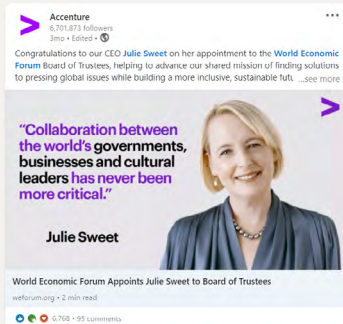 Accenture
6,701,873 followers
3mo • Edited •
Congratulations to our CEO Julie Sweet on her appointment to the World Economic
Forum Board of Trustees, helping to advance our shared mission of finding solutions
to pressing global issues while building a more inclusive, sustainable futu ...see more
“Collaboration between
the world’s governments,
businesses and cultural
leaders has never been
more critical.”
Julie Sweet
World Economic Forum Appoints Julie Sweet to Board of Trustees
weforum.org • 2 min read
6,768 • 95 comments